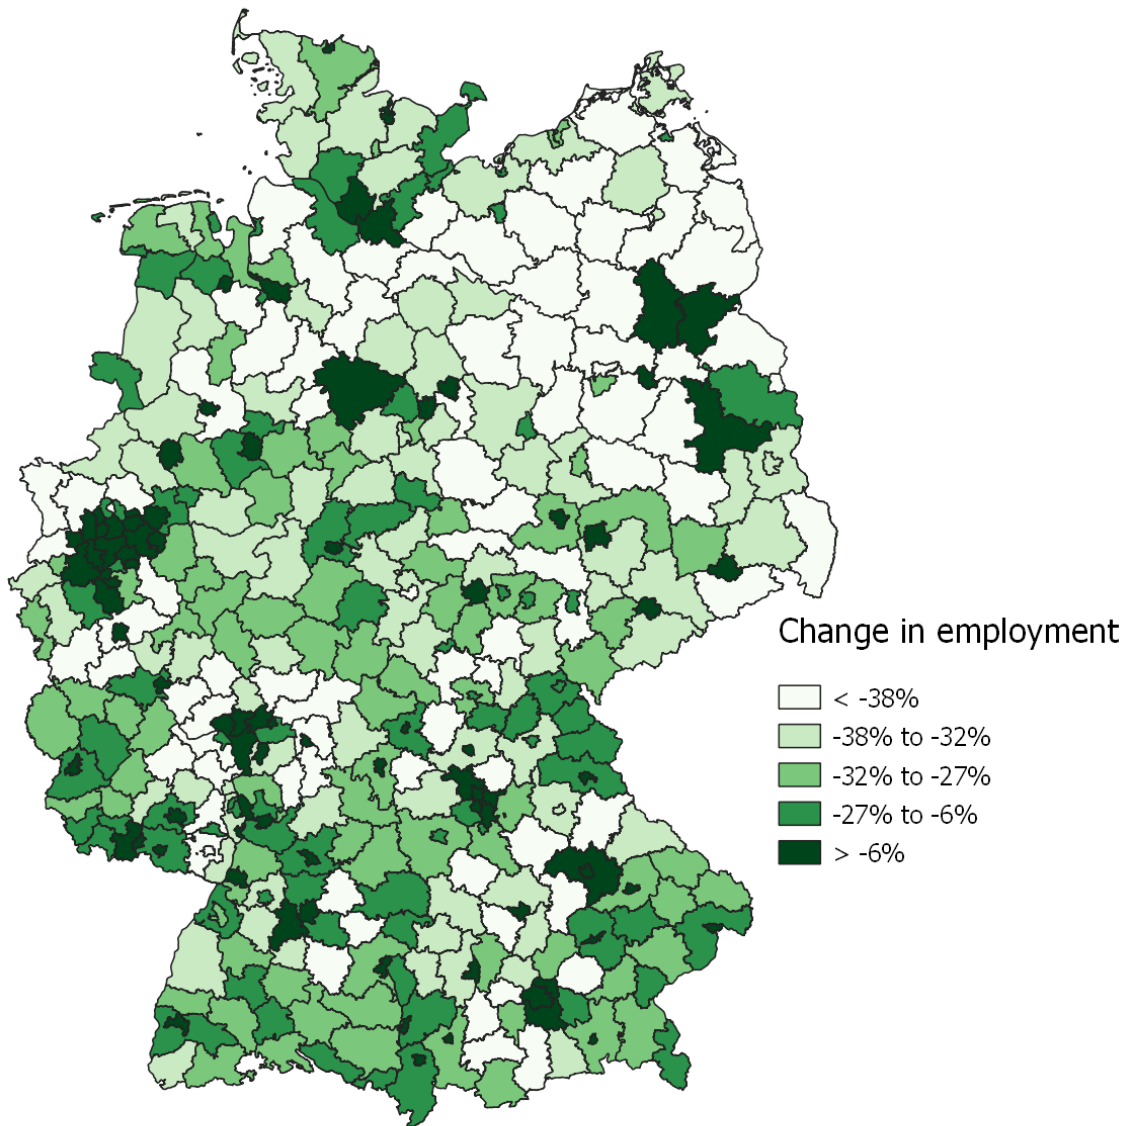 Change in employment
< -38%
-38% to -32%
-32% to -27%
-27% to -6%
> -6%